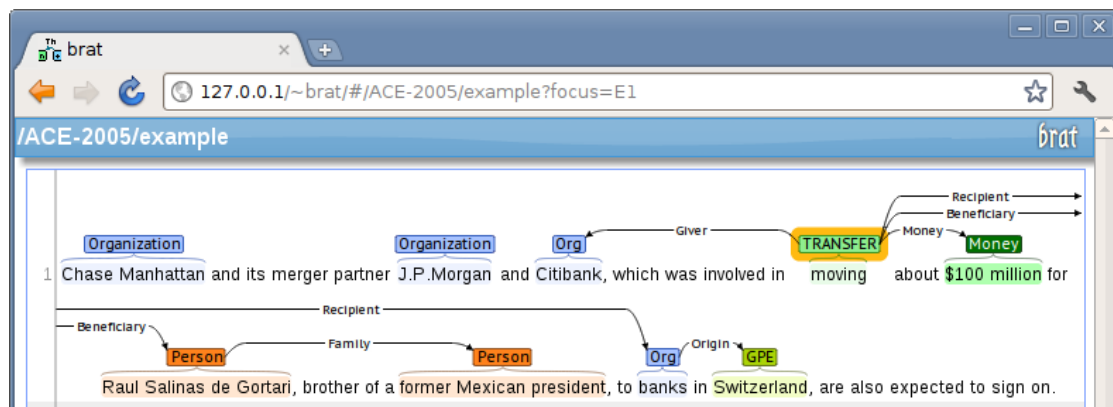 brat
127.0.0.1/~brat/#/ACE-2005/example?focus=E1
/ACE-2005/example brat
Recipient
Beneficiary
Organization Organization Org Giver TRANSFER Money Money
1 Chase Manhattan and its merger partner J.P.Morgan and Citibank, which was involved in moving about $100 million for
Recipient
Beneficiary
Person Family Person Org Origin GPE
Raul Salinas de Gortari, brother of a former Mexican president, to banks in Switzerland, are also expected to sign on.